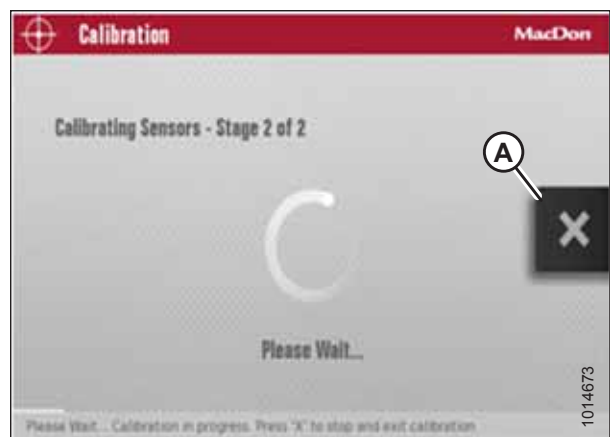 Calibration
MacDon
Calibrating Sensors - Stage 2 of 2
A
X
Please Wait...
Please Wait... Calibration in progress. Press "X" to stop and exit calibration
1014673